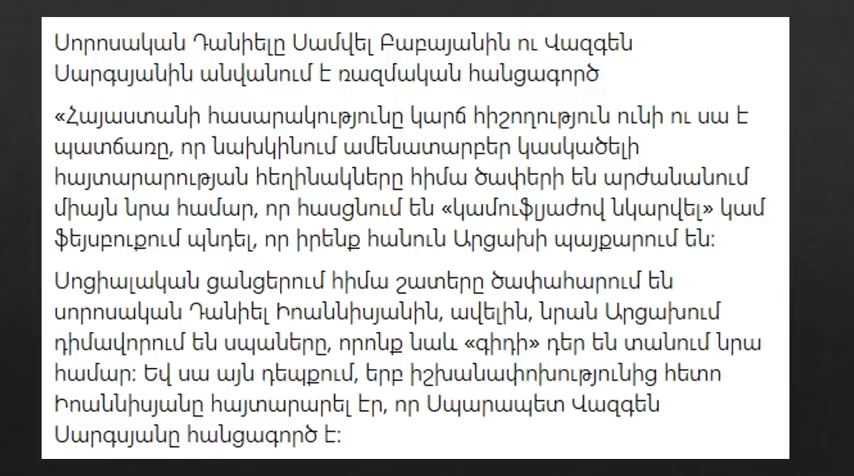 Սորոսական Դանիելը Սամվել Բաբայանին ու Վազգեն
Սարգսյանին անվանում է ռազմական հանցագործ
«Հայաստանի հասարակությունը կարճ հիշողություն ունի ու սա է
պատճառը, որ նախկինում ամենատարբեր կասկածելի
հայտարարության հեղինակները հիմա ծափերի են արժանանում
միայն նրա համար, որ հասցնում են «կամուֆլյաժով նկարվել» կամ
ֆեյսբուքում պնդել, որ իրենք հանուն Արցախի պայքարում են:
Սոցիալական ցանցերում հիմա շատերը ծափահարում են
սորոսական Դանիել Իոաննիսյանին, ավելին, նրան Արցախում
դիմավորում են սպաները, որոնք նաև «գիդի» դեր են տանում նրա
համար: Եվ սա այն դեպքում, երբ իշխանափոխությունից հետո
Իոաննիսյանը հայտարարել էր, որ Սպարապետ Վազգեն
Սարգսյանը հանցագործ է: